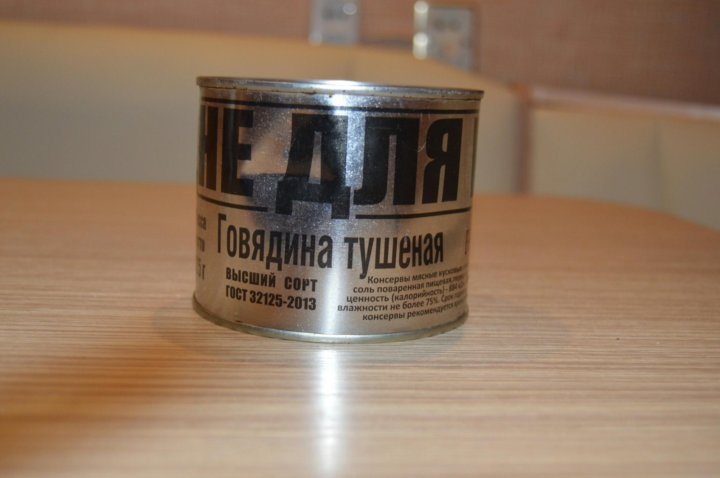 НЕ ДЛЯ
Говядина тушеная
ВЫСШИЙ СОРТ
ГОСТ 32125-2013
Консервы мясные кусковые
соль поваренная пищевая,
ценность (калорийность) - 884
влажности не более 75%. Срок
консервы рекомендуется